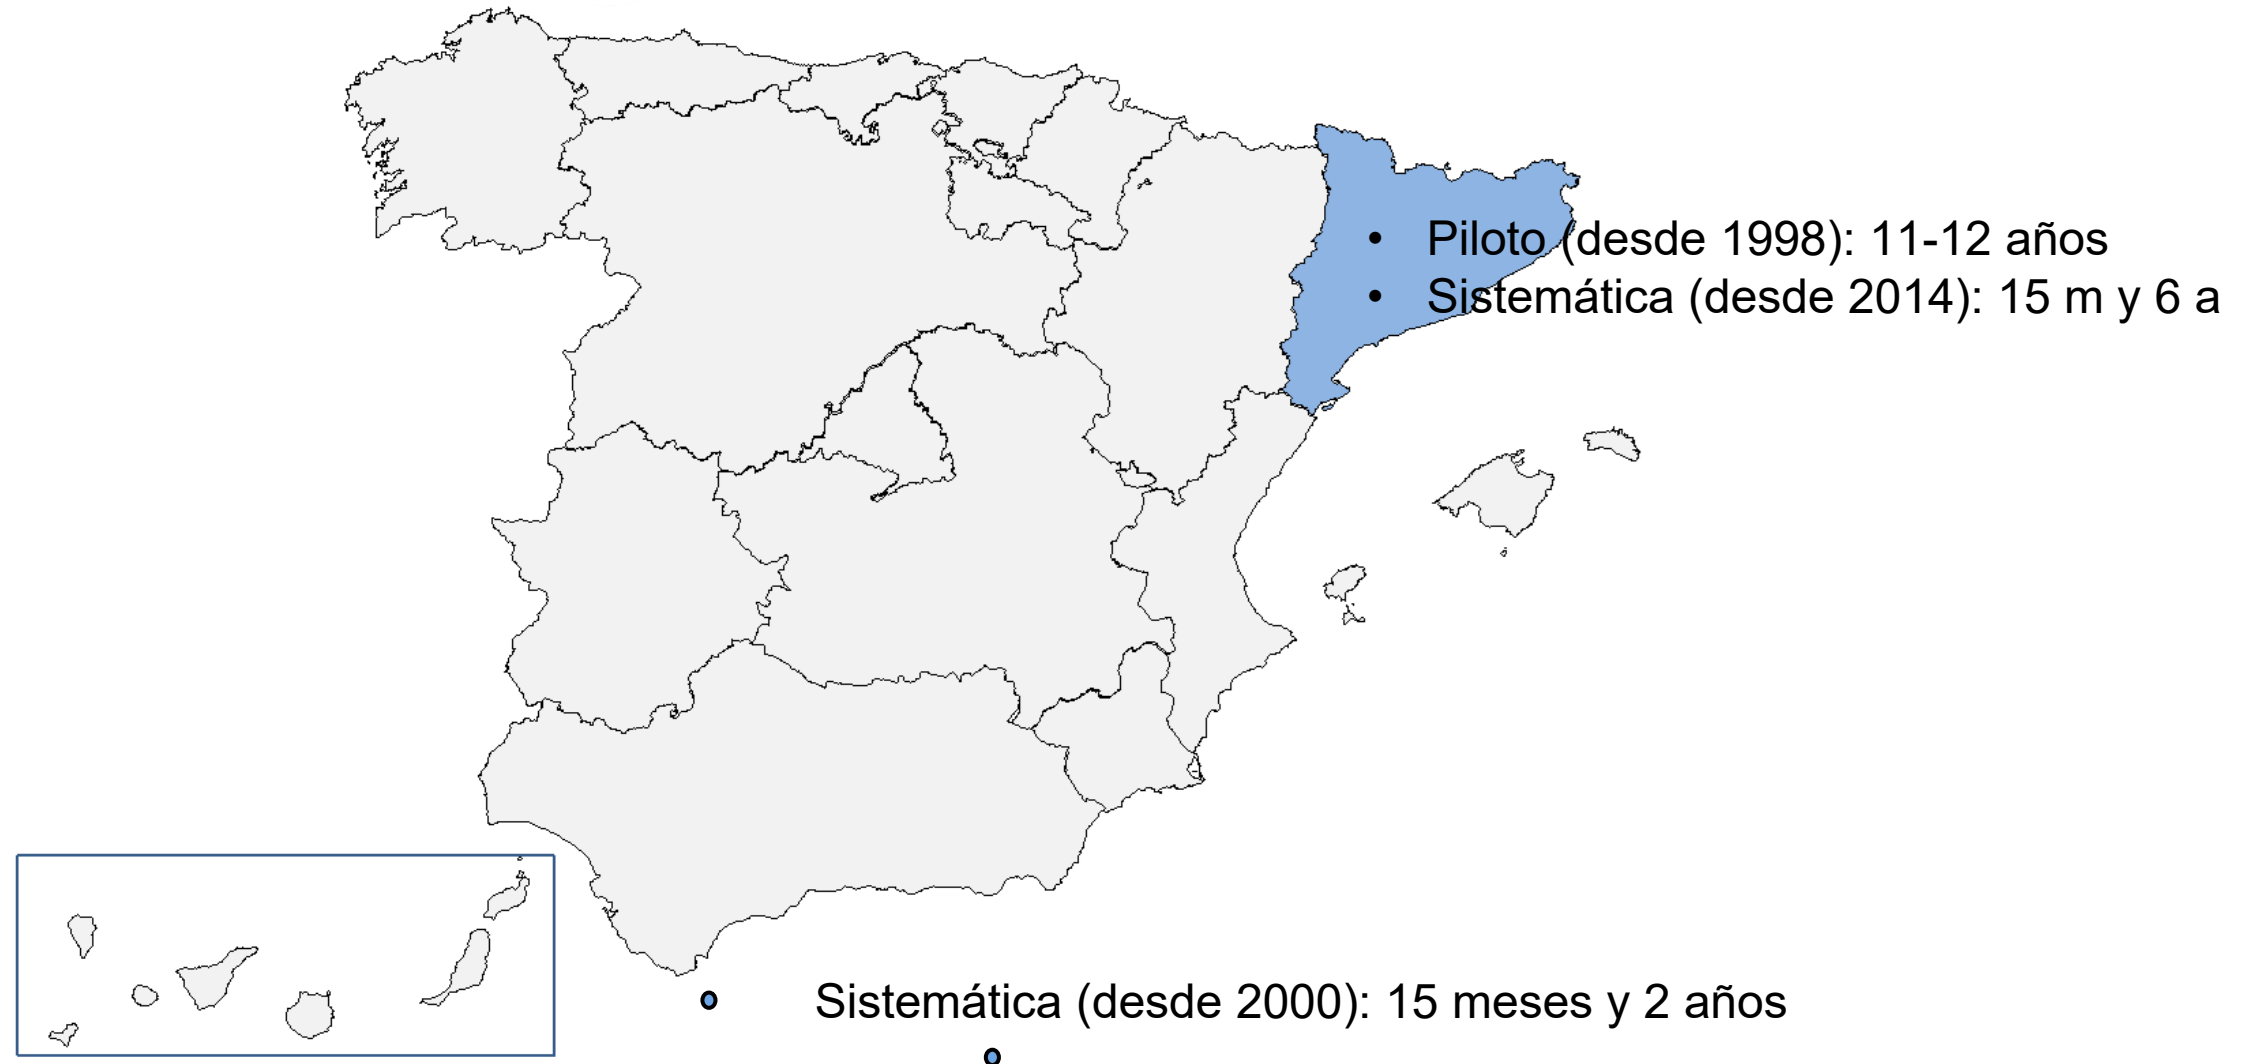 • Piloto (desde 1998): 11-12 años
• Sistemática (desde 2014): 15 m y 6 a
Sistemática (desde 2000): 15 meses y 2 años